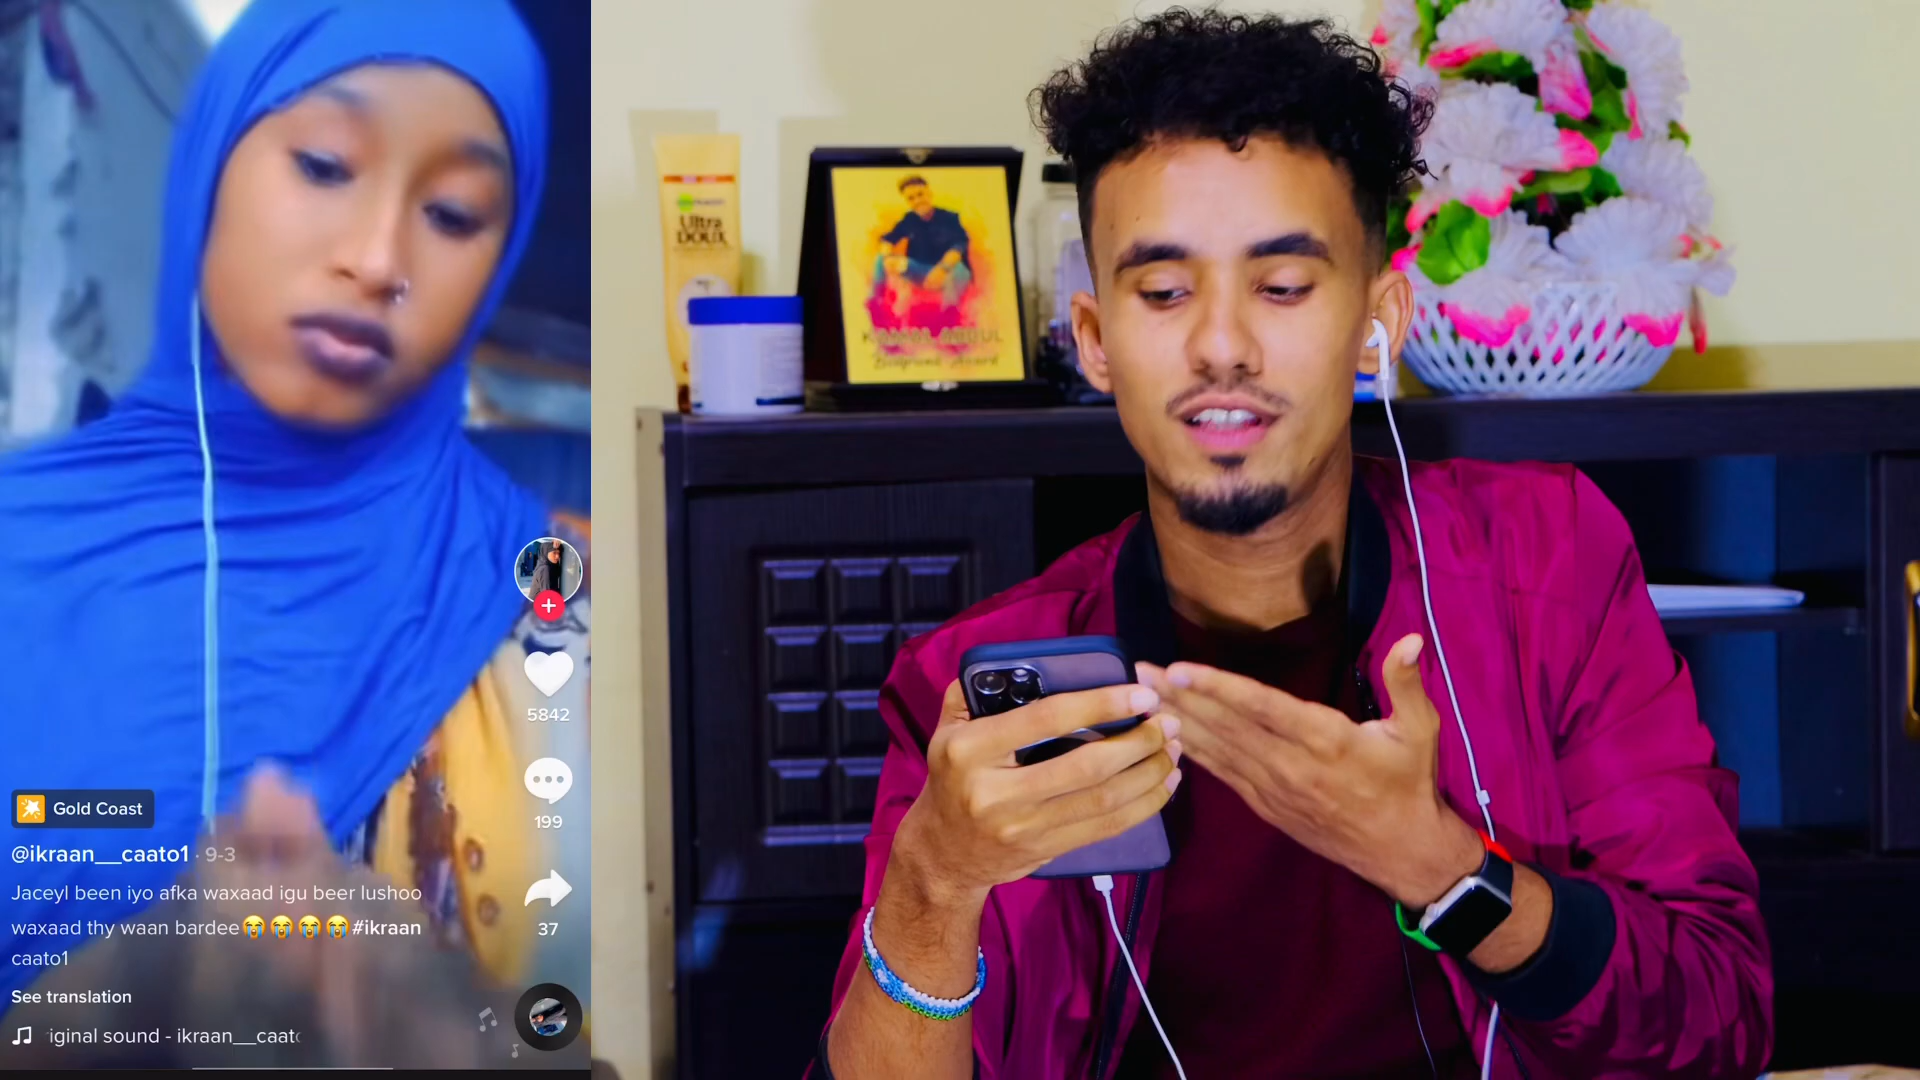 Gold Coast
@ikraan__caato1 · 9-3
Jaceyl been iyo afka waxaad igu beer lushoo
waxaad thy waan bardee😭😭😭😭 #ikraan
caato1
See translation
iginal sound - ikraan__caato
5842
199
37
Ultra
DOUX